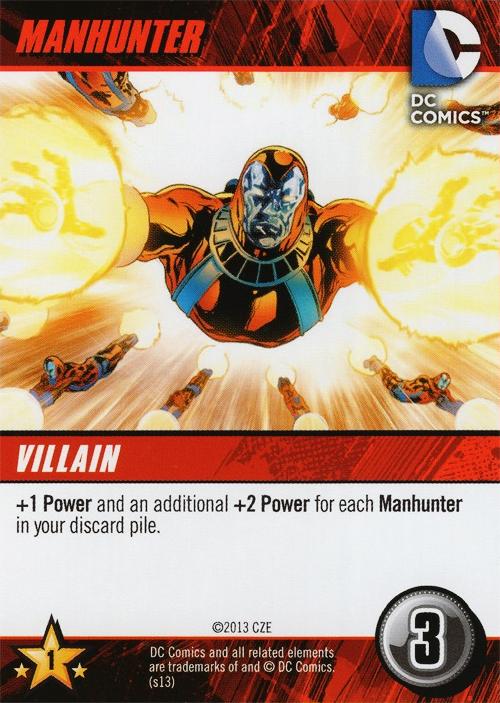 MANHUNTER
DC
DC
COMICS™
VILLAIN
+1 Power and an additional +2 Power for each Manhunter
in your discard pile.
©2013 CZE
1
DC Comics and all related elements
are trademarks of and © DC Comics.
(s13)
3